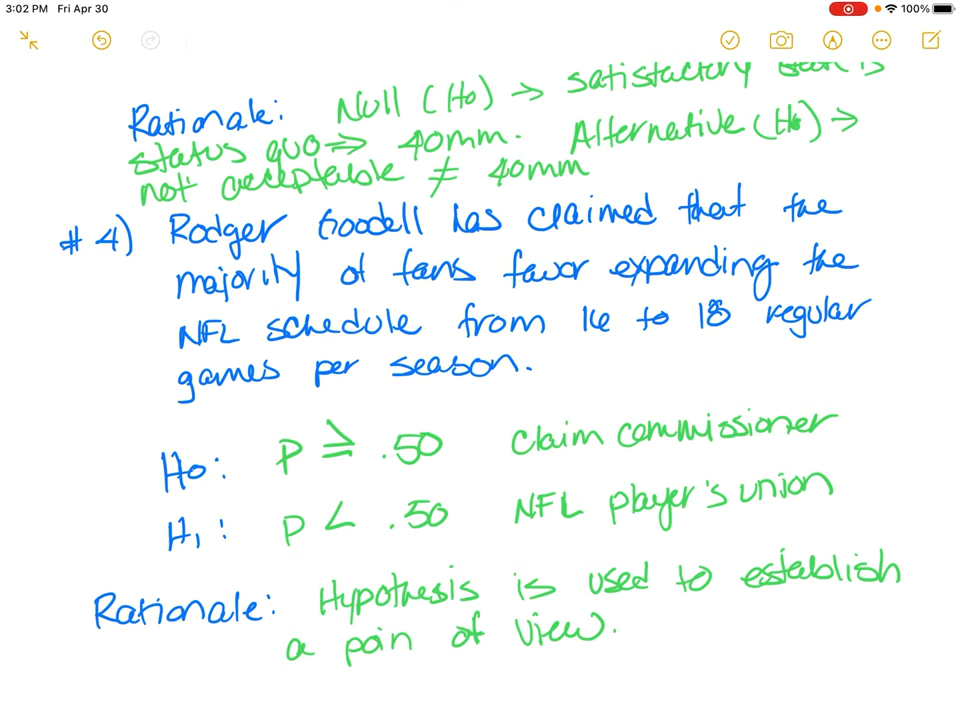 3:02 PM Fri Apr 30
100%
Rationale: Null (Ho) → satisfactory is
status quo ⇒ 40mm. Alternative (H₁) →
not acceptable ≠ 40mm
# 4) Rodger Goodell has claimed that the
majority of fans favor expanding the
NFL schedule from 16 to 18 regular
games per season.
Ho: P ≥ .50 Claim commissioner
H₁: P < .50 NFL player's union
Rationale: Hypothesis is used to establish
a poin of view.